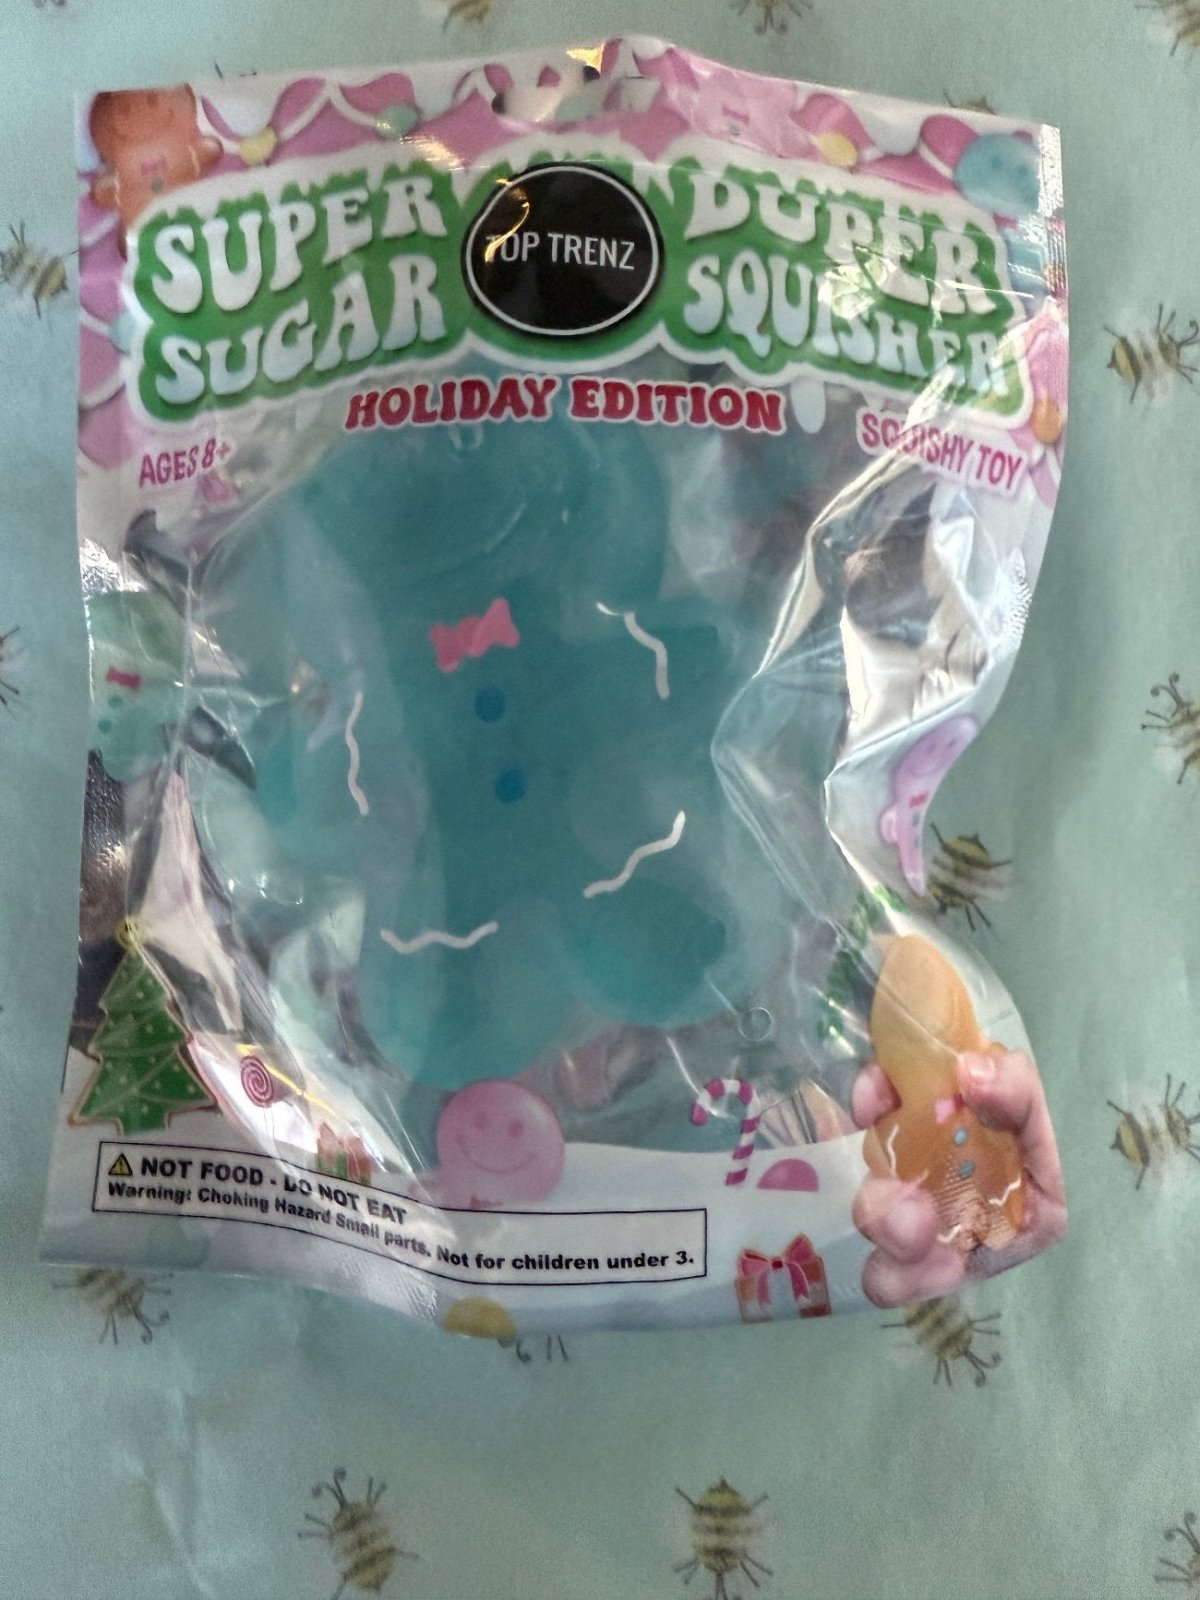 SUPER
SUGAR
TOP TRENZ
DUPER
SQUISHER
HOLIDAY EDITION
AGES 8+
SQUISHY TOY
NOT FOOD - DO NOT EAT
Warning: Choking Hazard Small parts. Not for children under 3.